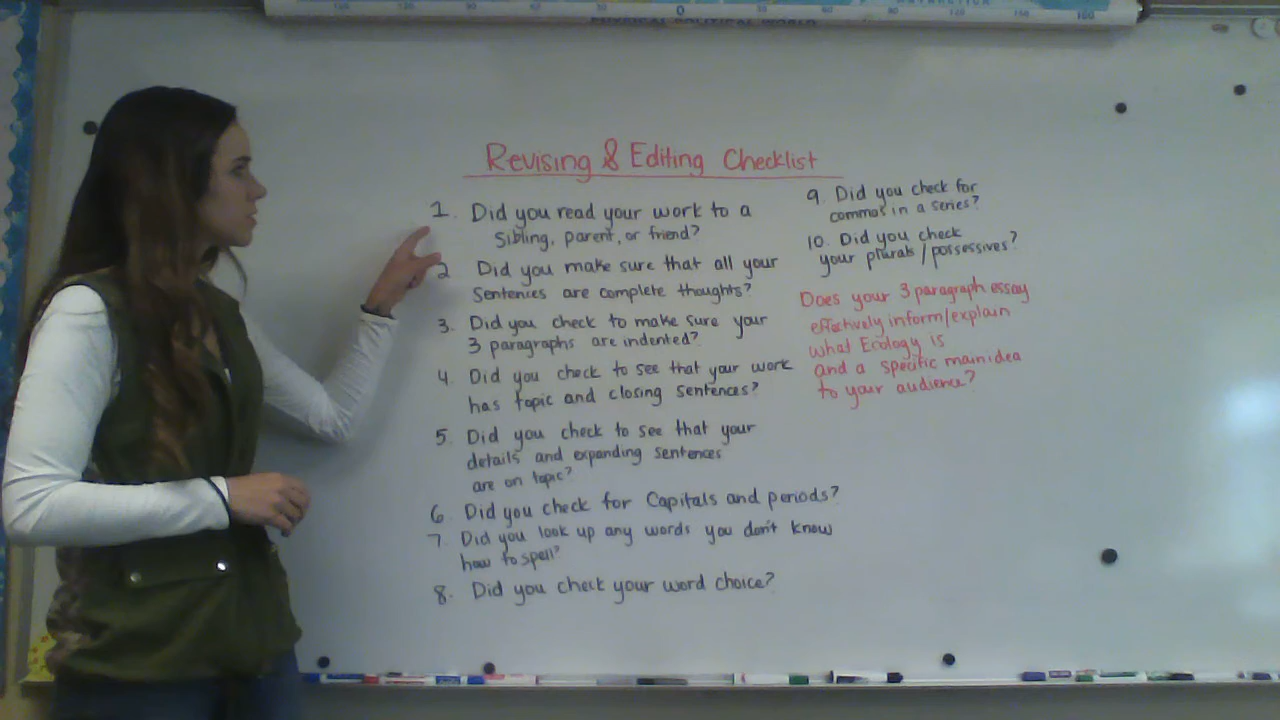 PHYSICAL POLITICAL WORLD
Revising & Editing Checklist
1. Did you read your work to a
Sibling, parent, or friend?
2 Did you make sure that all your
Sentences are complete thoughts?
3. Did you check to make sure your
3 paragraphs are indented?
4. Did you check to see that your work
has topic and closing sentences?
5. Did you check to see that your
details and expanding sentences
are on topic?
6. Did you check for Capitals and periods?
7. Did you look up any words you don't know
how to spell?
8. Did you check your word choice?
9. Did you check for
commas in a series?
10. Did you check
your plurals/possessives?
Does your 3 paragraph essay
effectively inform/explain
what Ecology is
and a specific main idea
to your audience?